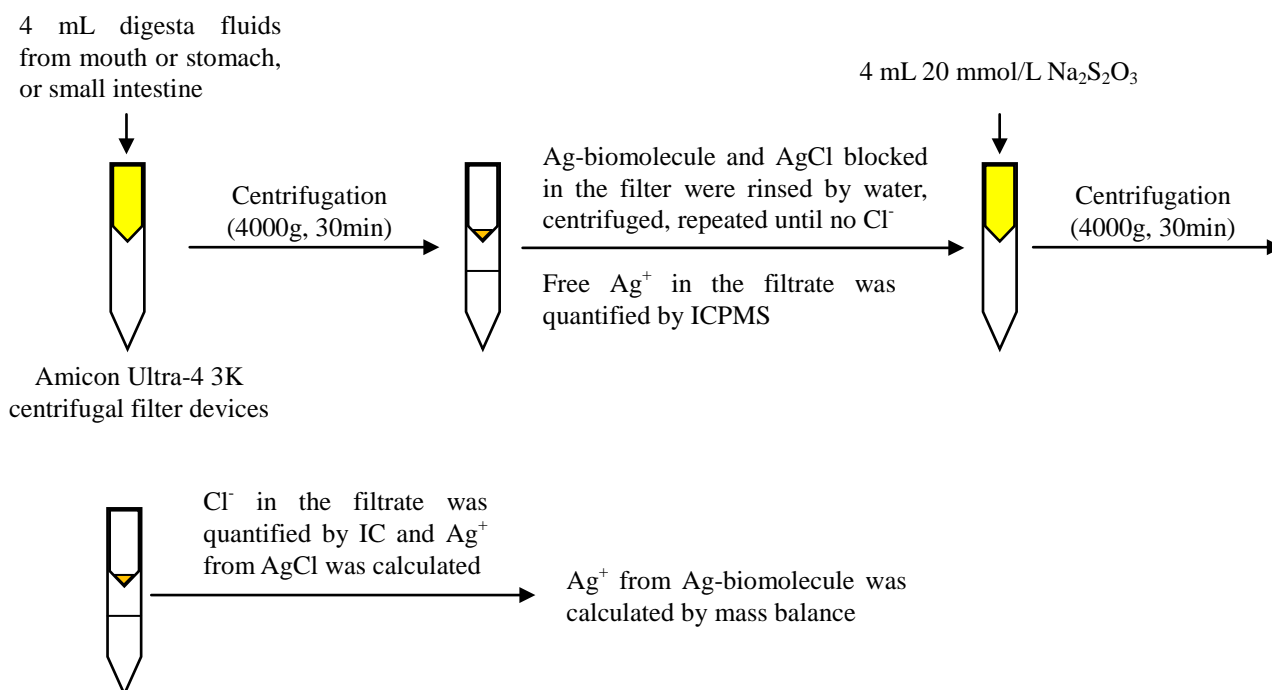 4 mL digesta fluids
from mouth or stomach,
or small intestine
4 mL 20 mmol/L Na₂S₂O₃
Centrifugation
(4000g, 30min)
Ag-biomolecule and AgCl blocked
in the filter were rinsed by water,
centrifuged, repeated until no Cl⁻
Free Ag⁺ in the filtrate was
quantified by ICPMS
Centrifugation
(4000g, 30min)
Amicon Ultra-4 3K
centrifugal filter devices
Cl⁻ in the filtrate was
quantified by IC and Ag⁺
from AgCl was calculated
Ag⁺ from Ag-biomolecule was
calculated by mass balance